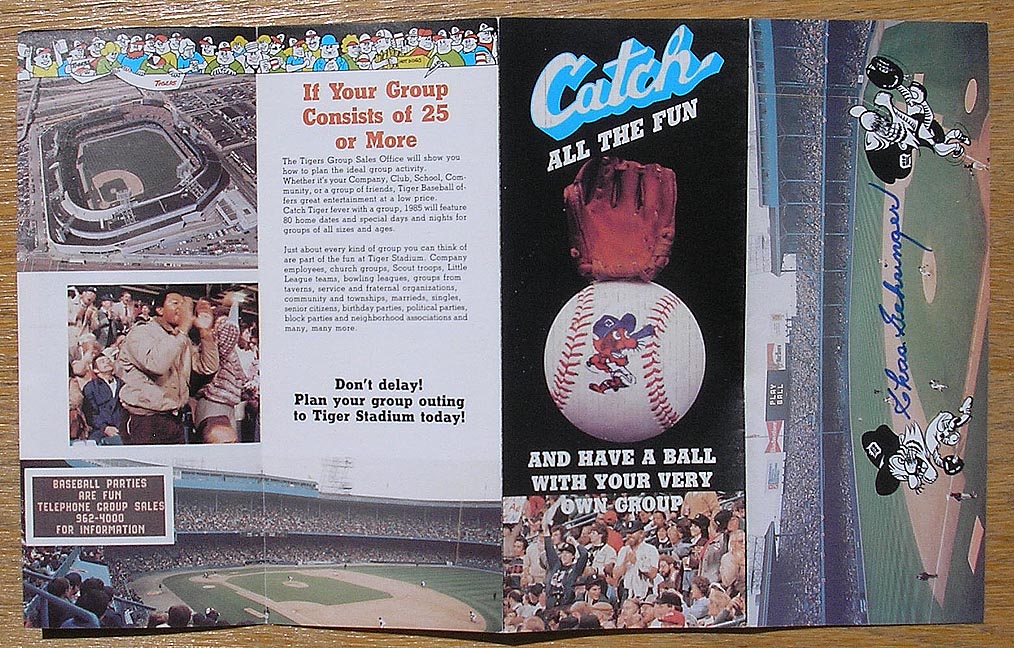 TIGERS
HOT DOGS
If Your Group
Consists of 25
or More
The Tigers Group Sales Office will show you
how to plan the ideal group activity.
Whether it's your Company, Club, School, Com-
munity, or a group of friends, Tiger Baseball of-
fers great entertainment at a low price.
Catch Tiger fever with a group, 1985 will feature
80 home dates and special days and nights for
groups of all sizes and ages.
Just about every kind of group you can think of
are part of the fun at Tiger Stadium. Company
employees, church groups, Scout troops, Little
League teams, bowling leagues, groups from
taverns, service and fraternal organizations,
community and townships, marrieds, singles,
senior citizens, birthday parties, political parties,
block parties and neighborhood associations and
many, many more.
Don't delay!
Plan your group outing
to Tiger Stadium today!
BASEBALL PARTIES
ARE FUN
TELEPHONE GROUP SALES
962-4000
FOR INFORMATION
Catch
ALL THE FUN
AND HAVE A BALL
WITH YOUR VERY
OWN GROUP
PLAY
BALL
Chas Gehringer